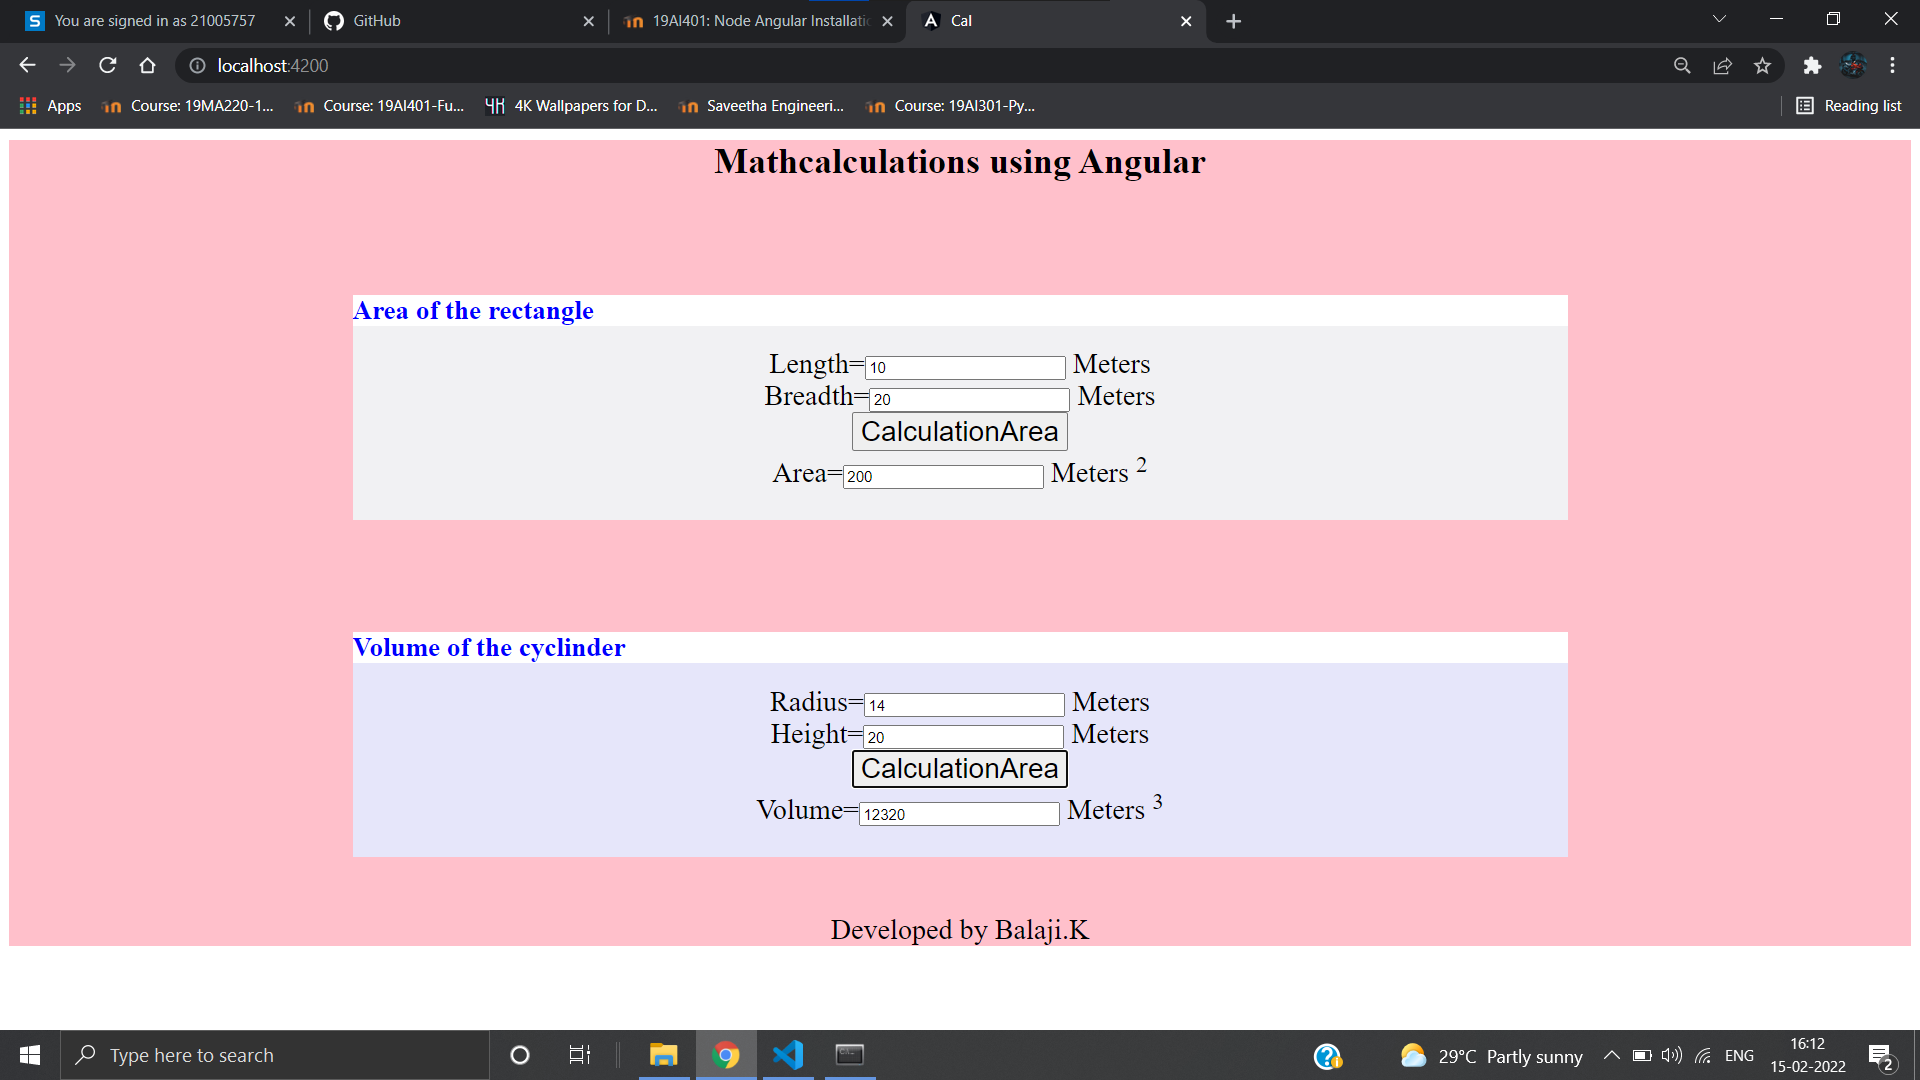 You are signed in as 21005757
GitHub
19AI401: Node Angular Installatic
Cal
localhost:4200
Apps
Course: 19MA220-1...
Course: 19AI401-Fu...
4K Wallpapers for D...
Saveetha Engineeri...
Course: 19AI301-Py...
Reading list
Mathcalculations using Angular
Area of the rectangle
Length=10 Meters
Breadth=20 Meters
CalculationArea
Area=200 Meters 2
Volume of the cyclinder
Radius=14 Meters
Height=20 Meters
CalculationArea
Volume=12320 Meters 3
Developed by Balaji.K
Type here to search
29°C Partly sunny
ENG
16:12
15-02-2022
2